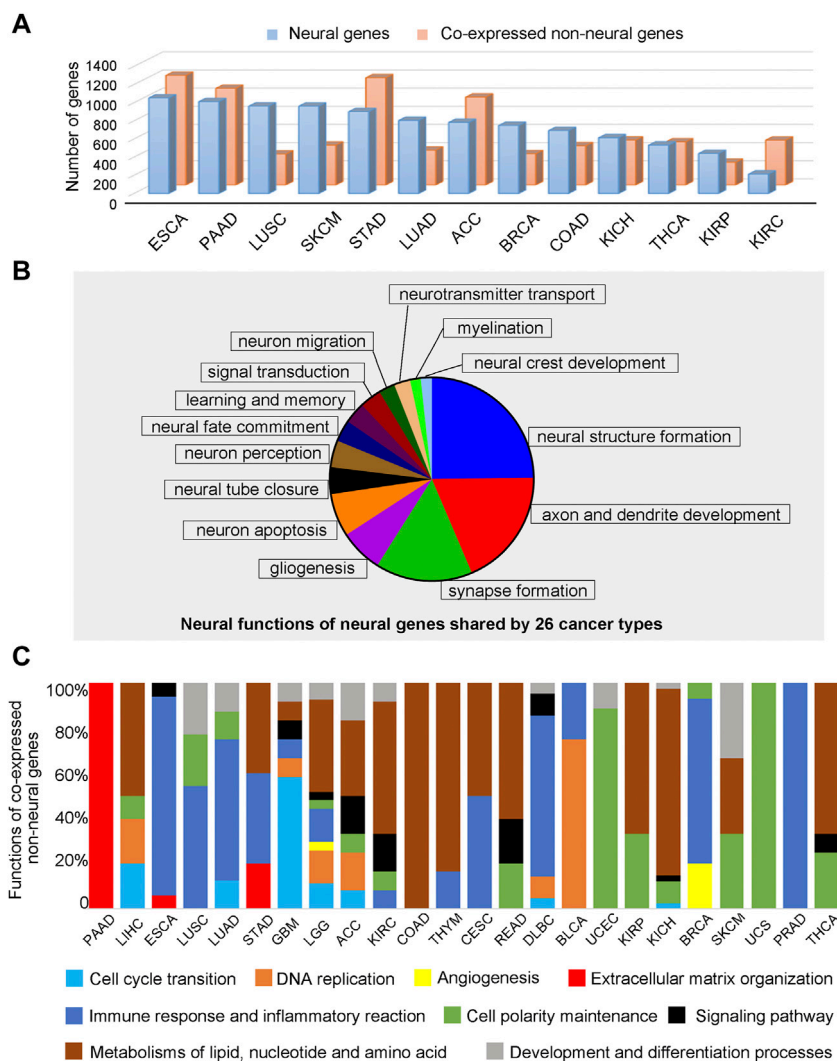 A
Neural genes
Co-expressed non-neural genes
Number of genes
1400
1200
1000
800
600
400
200
0
ESCA
PAAD
LUSC
SKCM
STAD
LUAD
ACC
BRCA
COAD
KICH
THCA
KIRP
KIRC
B
neurotransmitter transport
myelination
neuron migration
neural crest development
signal transduction
learning and memory
neural fate commitment
neural structure formation
neuron perception
neural tube closure
axon and dendrite development
neuron apoptosis
gliogenesis
synapse formation
Neural functions of neural genes shared by 26 cancer types
C
Functions of co-expressed
non-neural genes
100%
80%
60%
40%
20%
0
PAAD
LIHC
ESCA
LUSC
LUAD
STAD
GBM
LGG
ACC
KIRC
COAD
THYM
CESC
READ
DLBC
BLCA
UCEC
KIRP
KICH
BRCA
SKCM
UCS
PRAD
THCA
Cell cycle transition
DNA replication
Angiogenesis
Extracellular matrix organization
Immune response and inflammatory reaction
Cell polarity maintenance
Signaling pathway
Metabolisms of lipid, nucleotide and amino acid
Development and differentiation processes